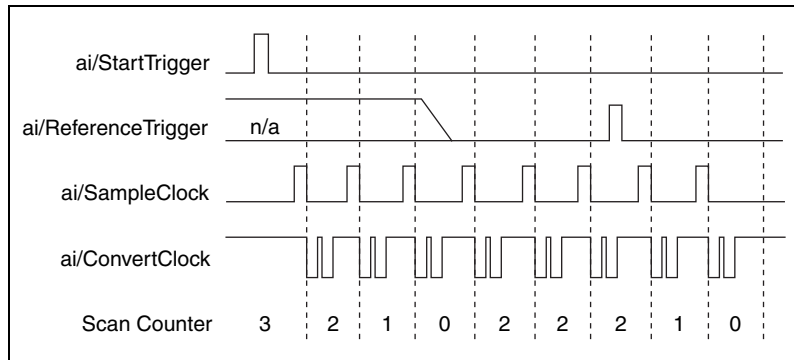 ai/StartTrigger
ai/ReferenceTrigger
n/a
ai/SampleClock
ai/ConvertClock
Scan Counter 3 2 1 0 2 2 2 1 0